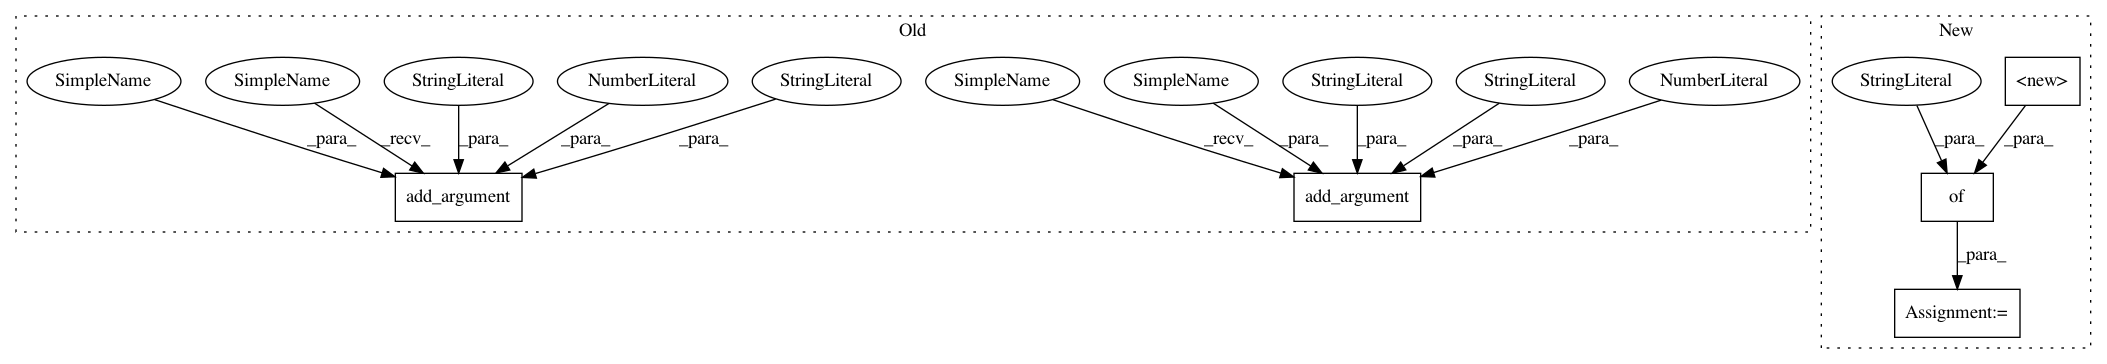 Old
New
SimpleName
SimpleName
StringLiteral
NumberLiteral
StringLiteral
SimpleName
SimpleName
StringLiteral
StringLiteral
NumberLiteral
StringLiteral
<new>
_para_
_recv_
_para_
_para_
_para_
_recv_
_para_
_para_
_para_
_para_
_para_
_para_
add_argument
add_argument
of
_para_
Assignment:=